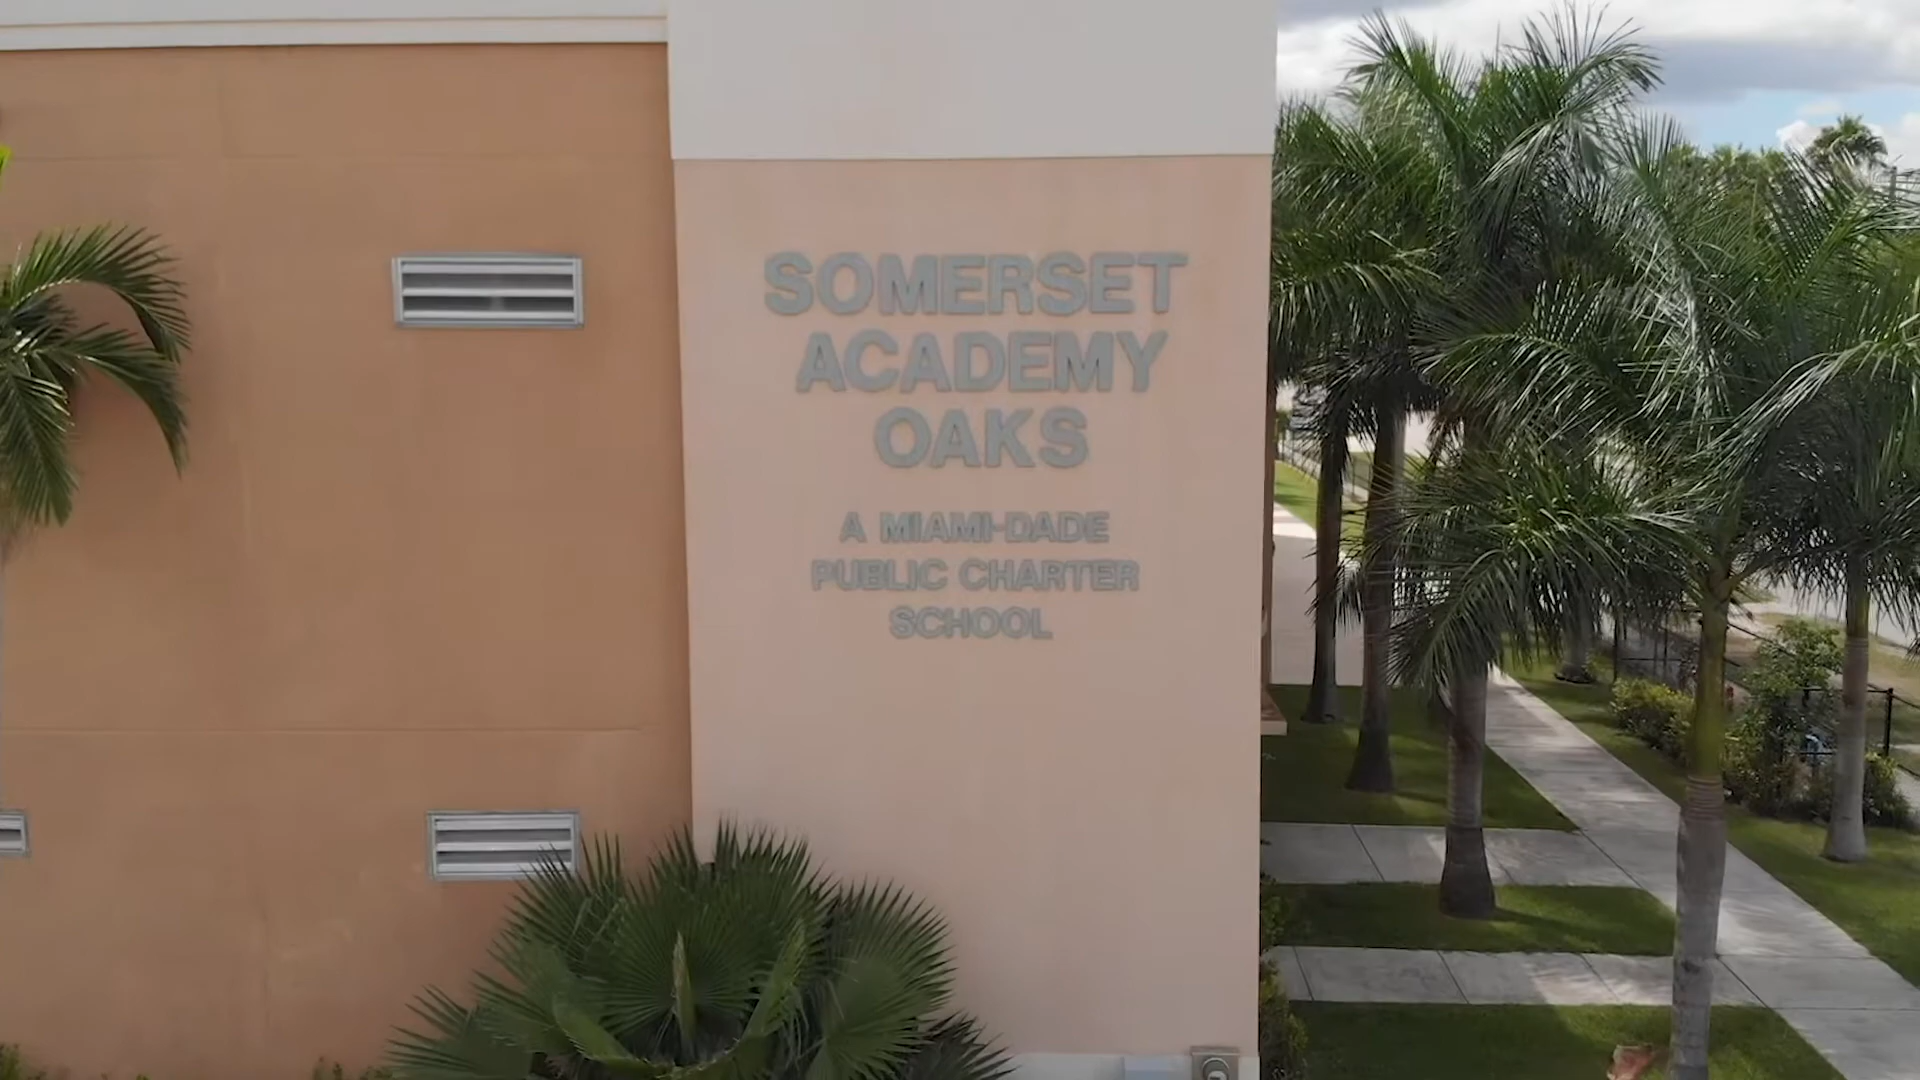 SOMERSET
ACADEMY
OAKS
A MIAMI-DADE
PUBLIC CHARTER
SCHOOL